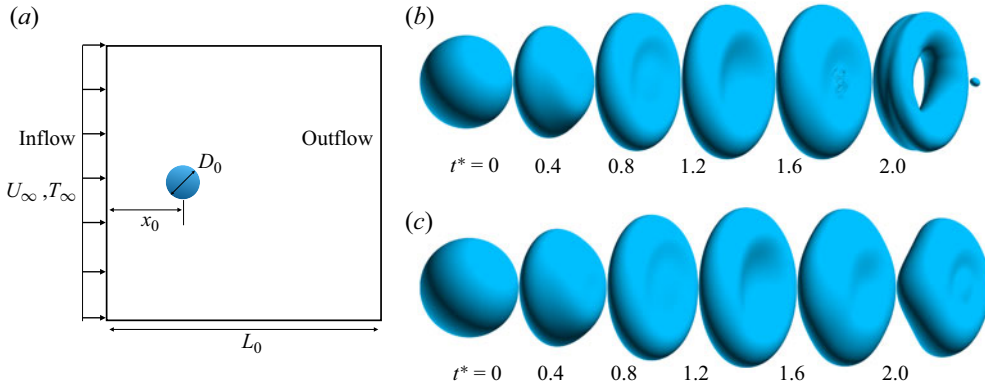 (a)
Inflow
Outflow
D₀
U∞ ,T∞
x₀
L₀
(b)
t* = 0 0.4 0.8 1.2 1.6 2.0
(c)
t* = 0 0.4 0.8 1.2 1.6 2.0